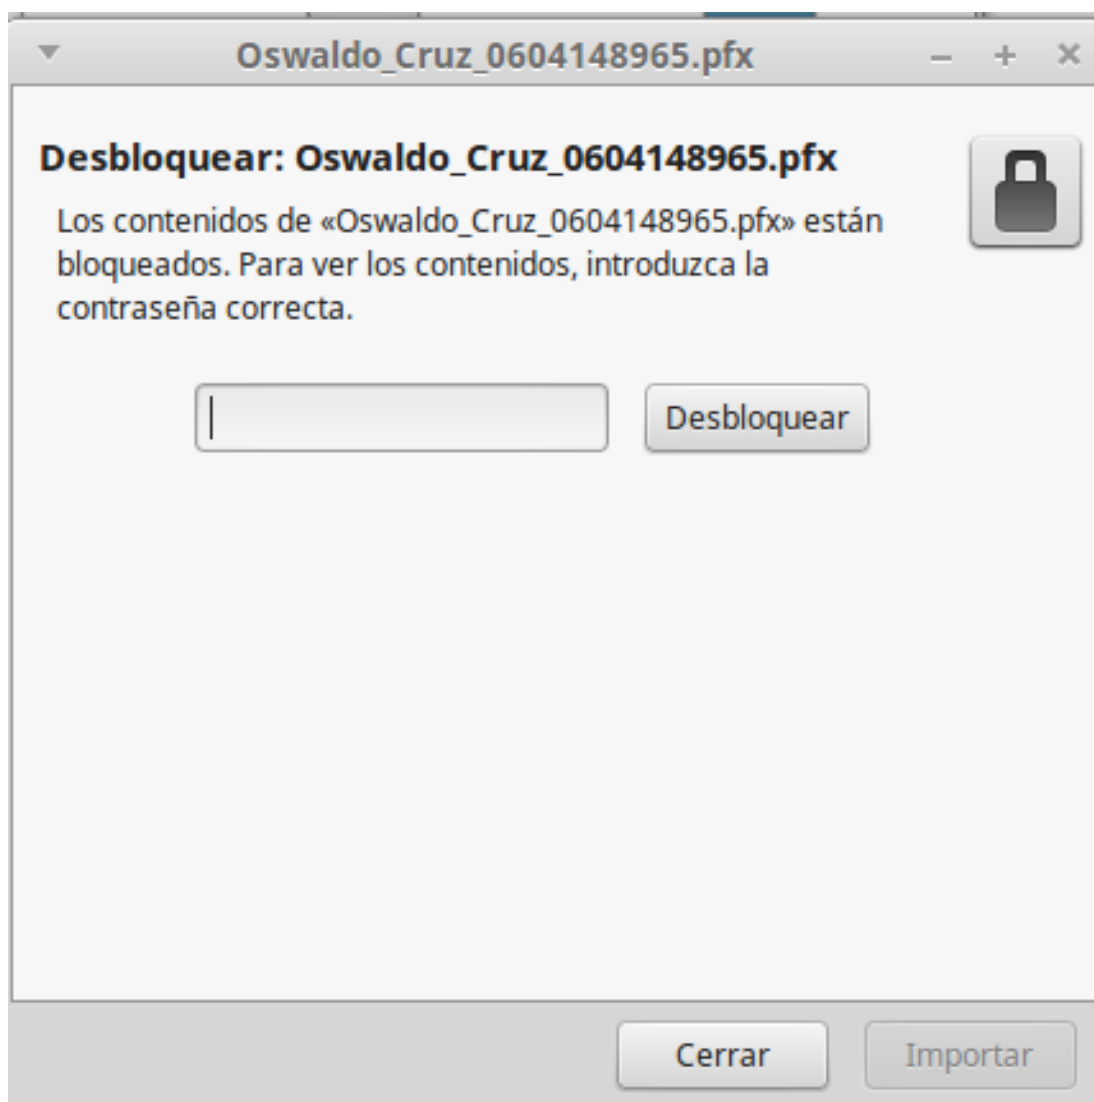 Oswaldo_Cruz_0604148965.pfx
Desbloquear: Oswaldo_Cruz_0604148965.pfx
Los contenidos de «Oswaldo_Cruz_0604148965.pfx» están
bloqueados. Para ver los contenidos, introduzca la
contraseña correcta.
Desbloquear
Cerrar
Importar